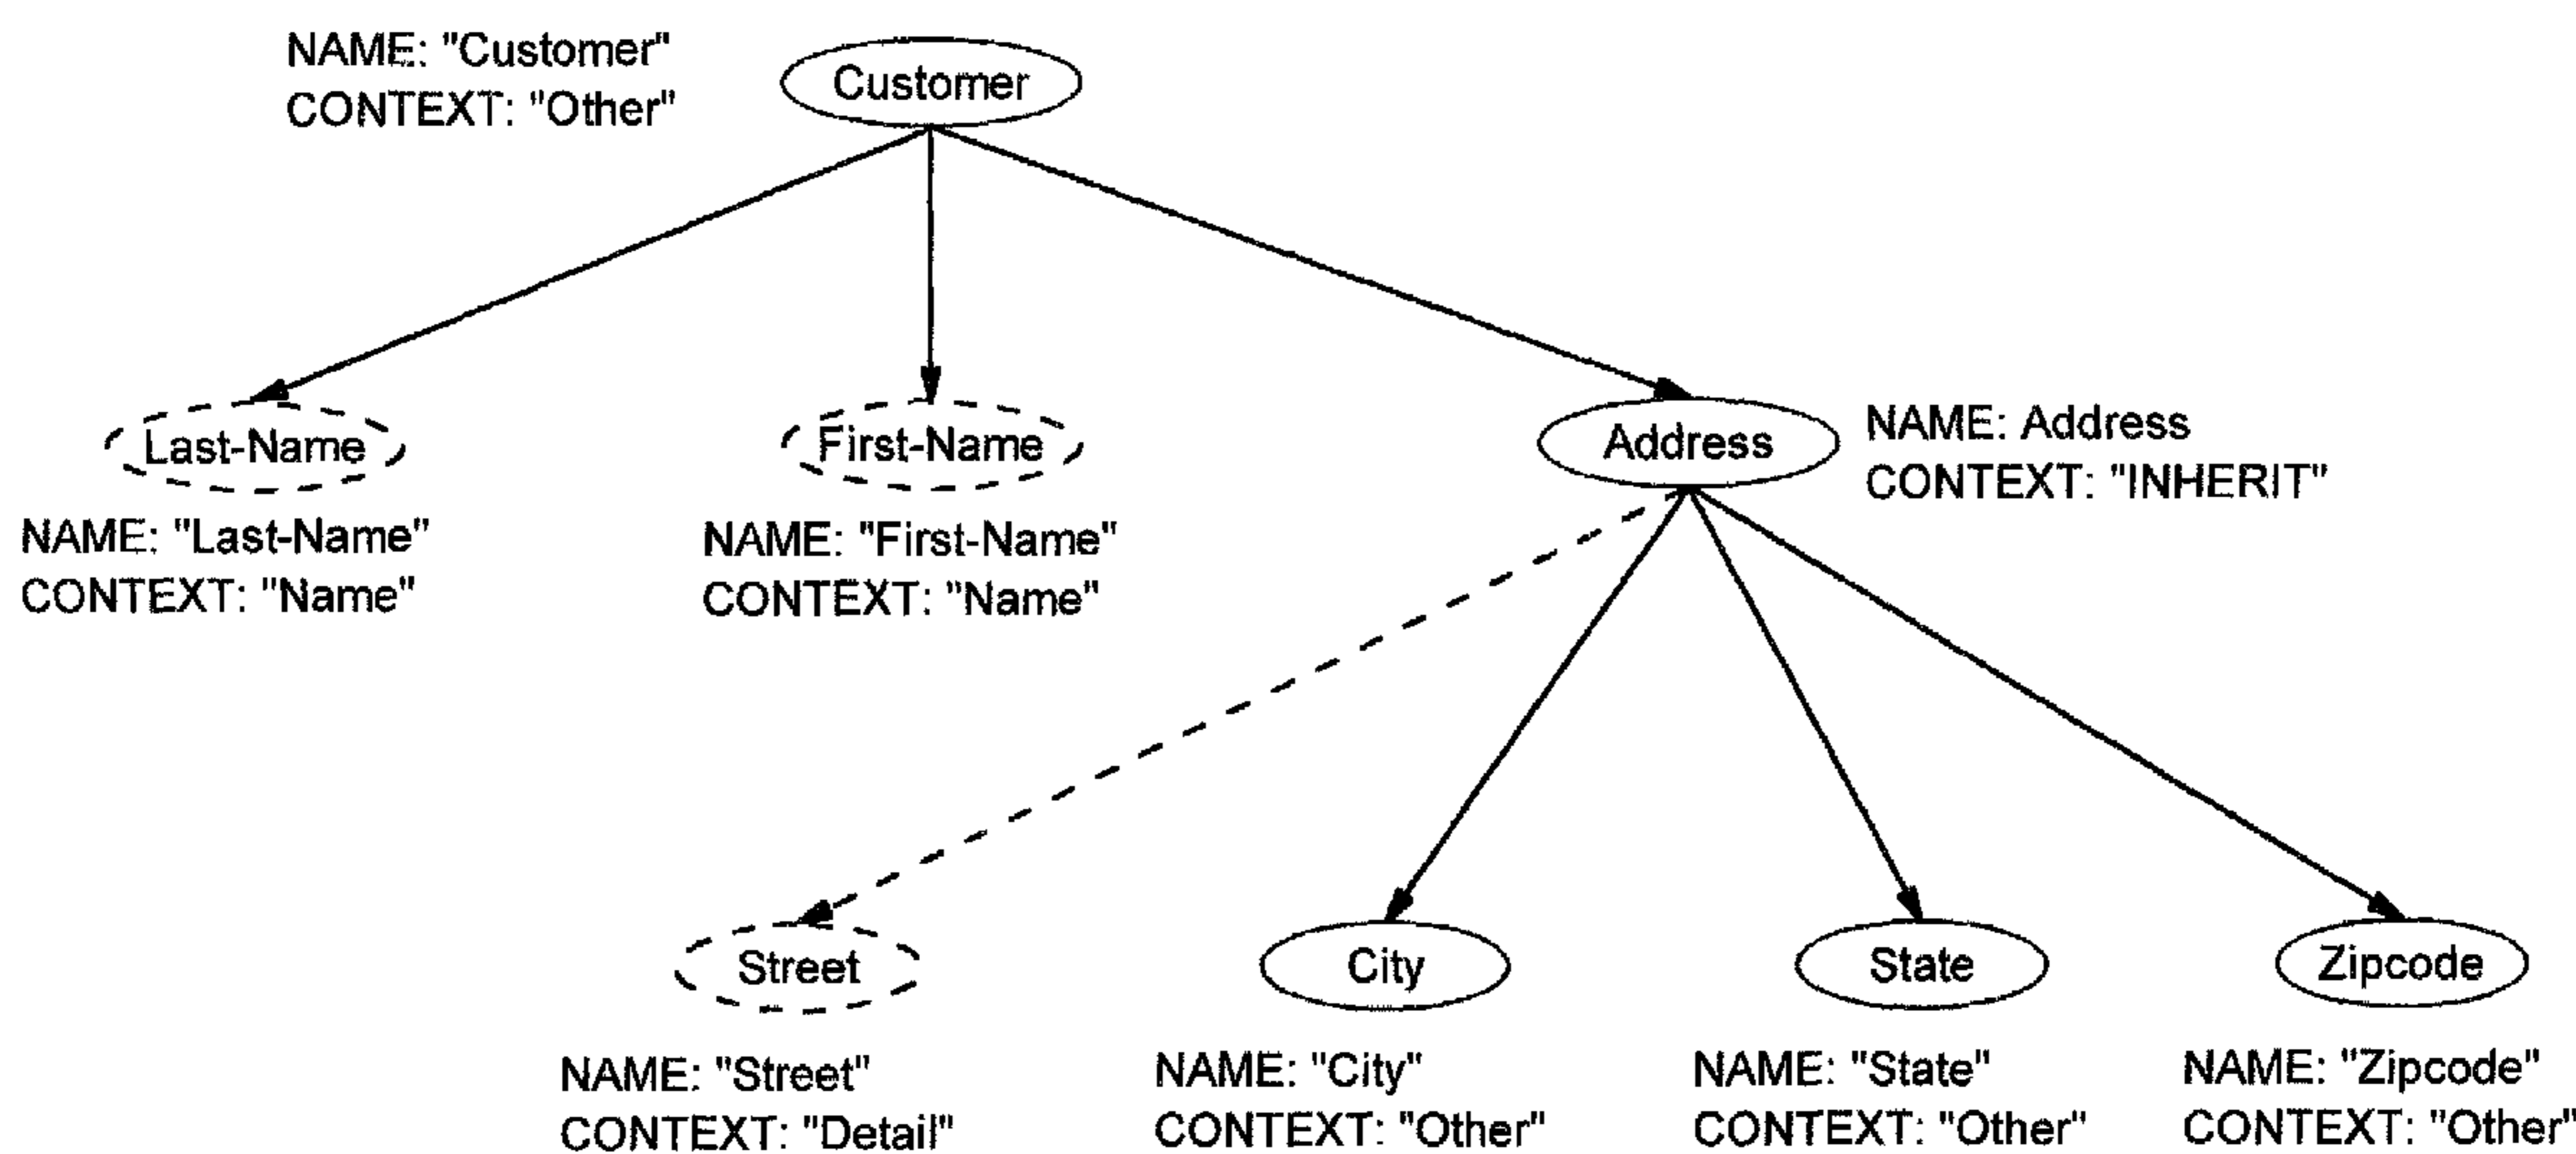 NAME: "Customer"
CONTEXT: "Other"
Customer
Last-Name
First-Name
Address
NAME: Address
CONTEXT: "INHERIT"
NAME: "Last-Name"
CONTEXT: "Name"
NAME: "First-Name"
CONTEXT: "Name"
Street
City
State
Zipcode
NAME: "Street"
CONTEXT: "Detail"
NAME: "City"
CONTEXT: "Other"
NAME: "State"
CONTEXT: "Other"
NAME: "Zipcode"
CONTEXT: "Other"